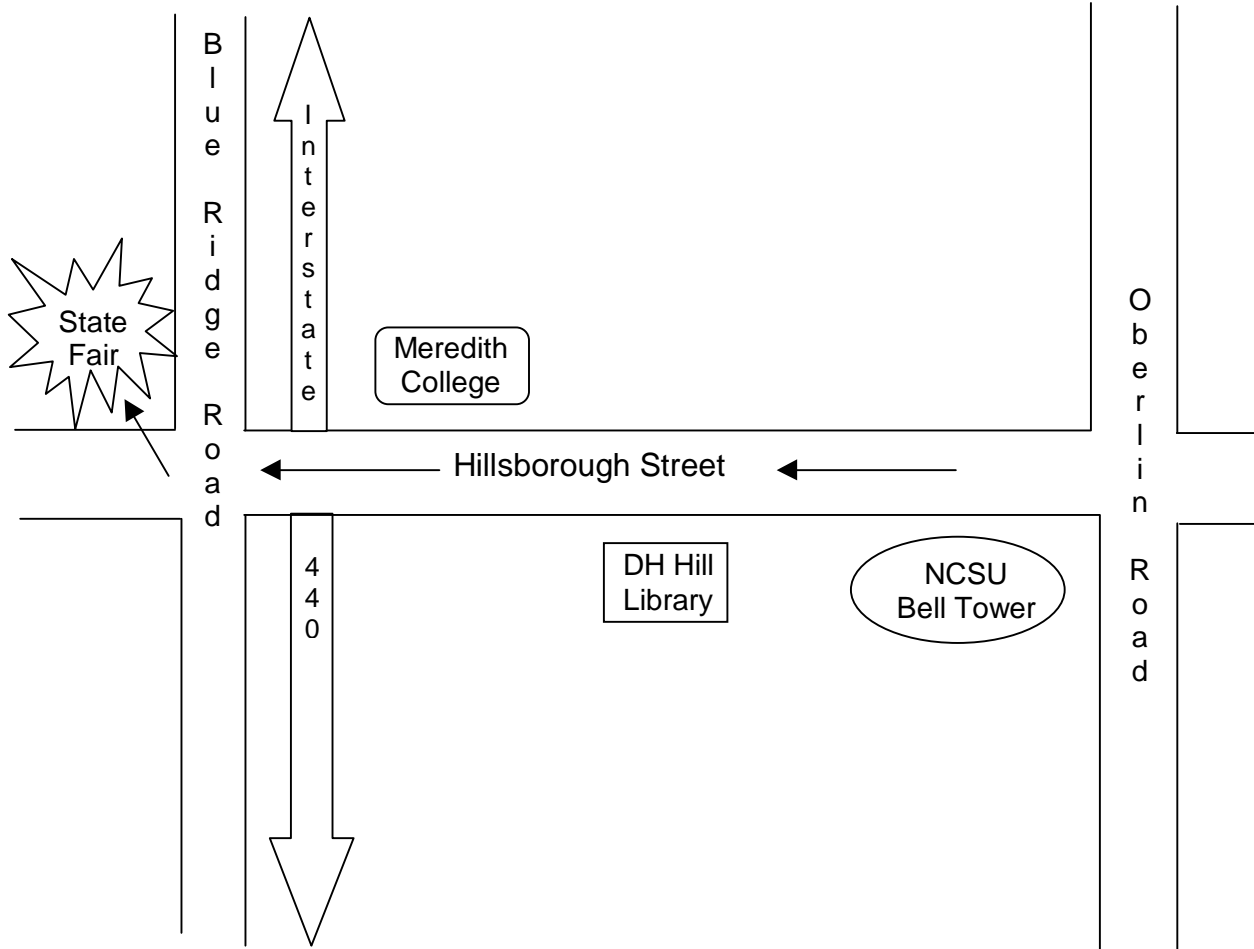 Blue Ridge Road
Interstate
State
Fair
Meredith
College
Oberlin Road
Hillsborough Street
440
DH Hill
Library
NCSU
Bell Tower